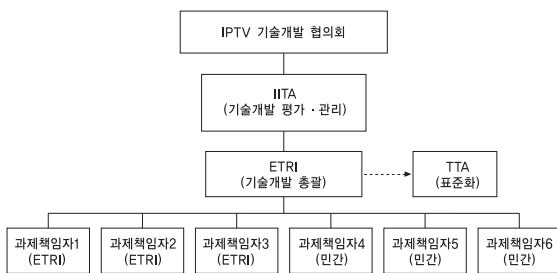 IPTV 기술개발 협의회
IITA
(기술개발 평가·관리)
ETRI
(기술개발 총괄)
TTA
(표준화)
과제책임자1
(ETRI)
과제책임자2
(ETRI)
과제책임자3
(ETRI)
과제책임자4
(민간)
과제책임자5
(민간)
과제책임자6
(민간)